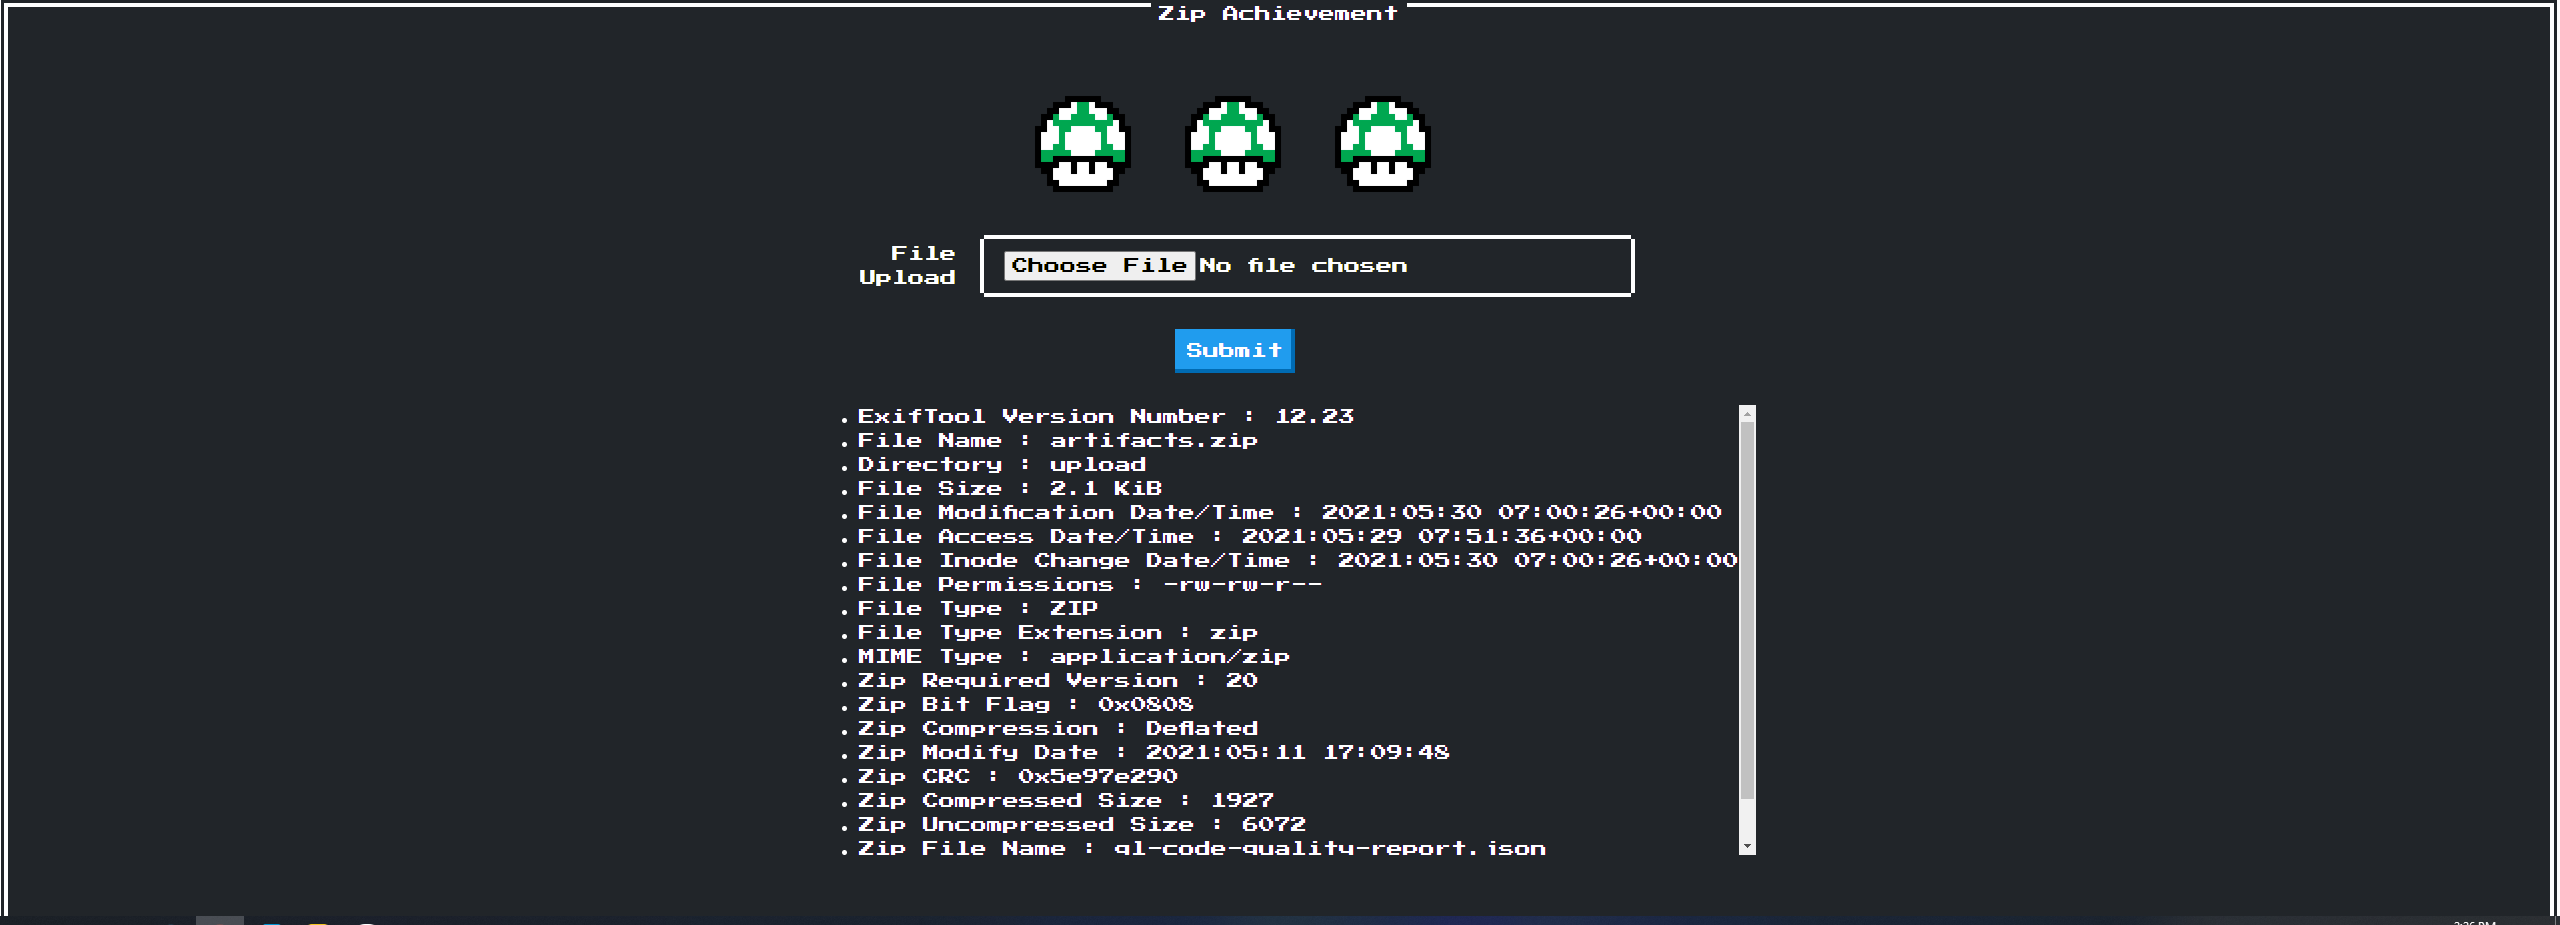 Zip Achievement
File
Upload
Choose File No file chosen
Submit
ExifTool Version Number : 12.23
File Name : artifacts.zip
Directory : upload
File Size : 2.1 KiB
File Modification Date/Time : 2021:05:30 07:00:26+00:00
File Access Date/Time : 2021:05:29 07:51:36+00:00
File Inode Change Date/Time : 2021:05:30 07:00:26+00:00
File Permissions : -rw-rw-r--
File Type : ZIP
File Type Extension : zip
MIME Type : application/zip
Zip Required Version : 20
Zip Bit Flag : 0x0808
Zip Compression : Deflated
Zip Modify Date : 2021:05:11 17:09:48
Zip CRC : 0x5e97e290
Zip Compressed Size : 1927
Zip Uncompressed Size : 6072
Zip File Name : gl-code-quality-report.json